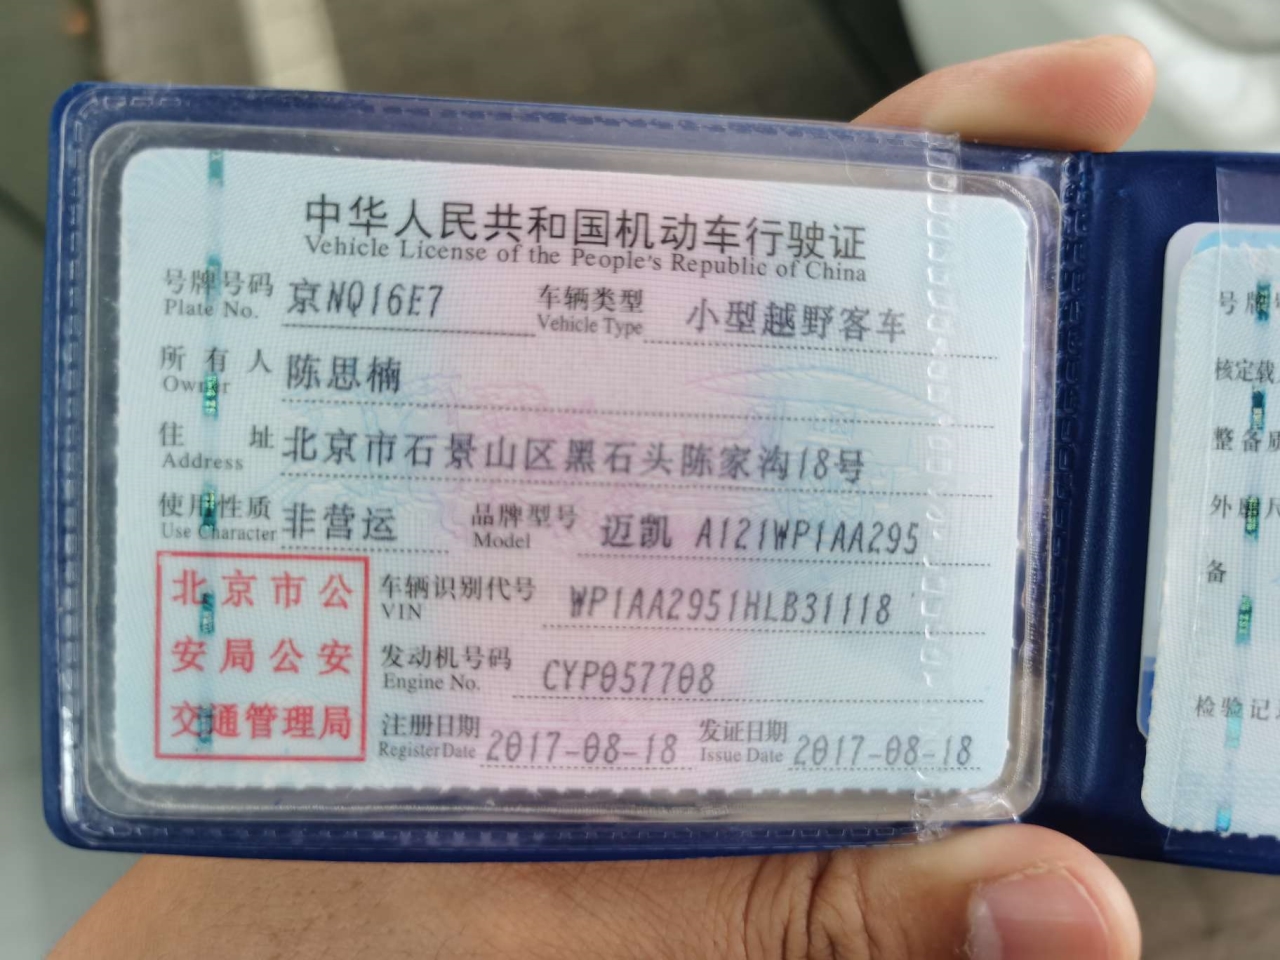 中华人民共和国机动车行驶证
Vehicle License of the People's Republic of China
号牌号码 京NQ16E7 车辆类型 小型越野客车
Plate No. Vehicle Type
所有人 陈思楠
Owner
住址 北京市石景山区黑石头陈家沟18号
Address
使用性质 非营运 品牌型号 迈凯 A121WP1AA295
Use Character Model
车辆识别代号 WP1AA2951HLB31118
VIN
发动机号码 CYP057708
Engine No.
注册日期 2017-08-18 发证日期 2017-08-18
Register Date Issue Date
北京市公
安局公安
交通管理局
号牌
核定载
整备质
外廓尺
备
检验记